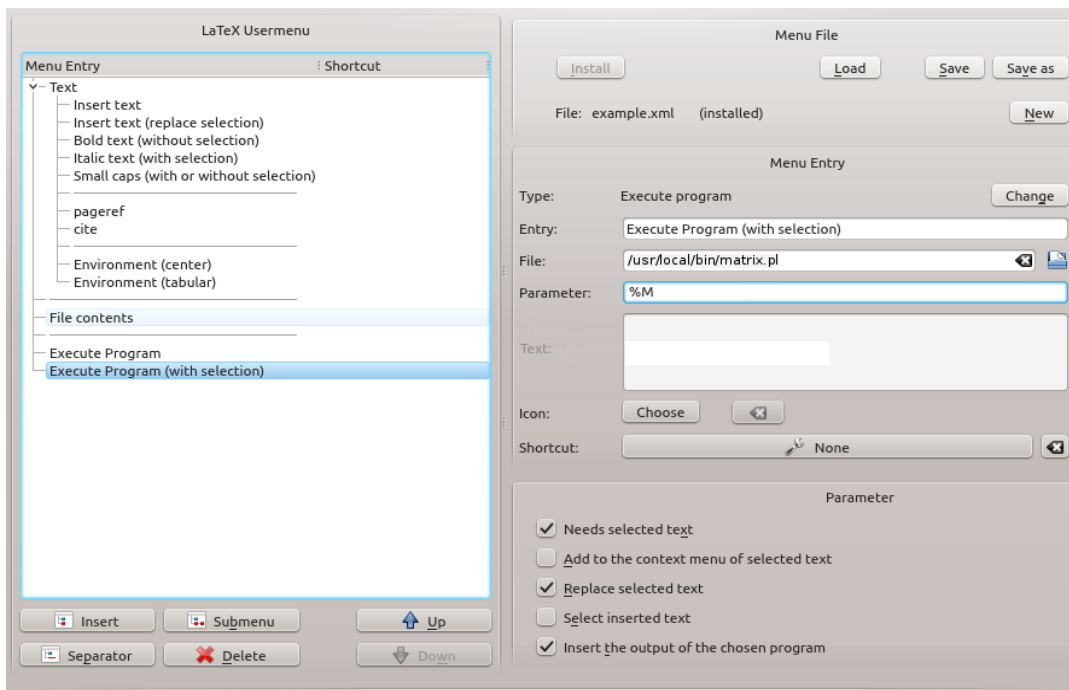 LaTeX Usermenu
Menu Entry Shortcut
Text
Insert text
Insert text (replace selection)
Bold text (without selection)
Italic text (with selection)
Small caps (with or without selection)
pageref
cite
Environment (center)
Environment (tabular)
File contents
Execute Program
Execute Program (with selection)
Insert Submenu Up
Separator Delete Down
Menu File
Install Load Save Save as
File: example.xml (installed) New
Menu Entry
Type: Execute program Change
Entry: Execute Program (with selection)
File: /usr/local/bin/matrix.pl
Parameter: %M
Text:
Icon: Choose
Shortcut: None
Parameter
Needs selected text
Add to the context menu of selected text
Replace selected text
Select inserted text
Insert the output of the chosen program